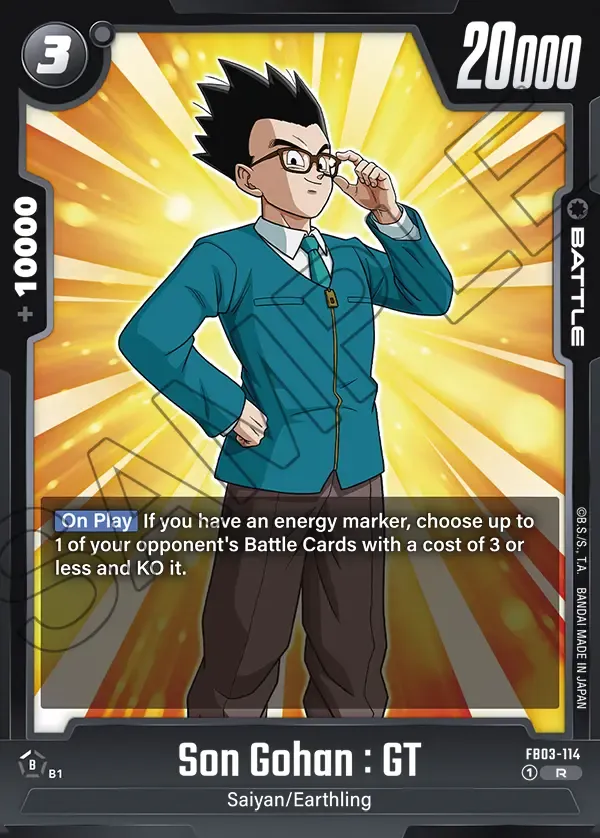 3
20000
+10000
BATTLE
SAMPLE
On Play If you have an energy marker, choose up to
1 of your opponent's Battle Cards with a cost of 3 or
less and KO it.
©B.S./S., T.A. BANDAI MADE IN JAPAN
Son Gohan : GT
FB03-114
1 R
B B1
Saiyan/Earthling